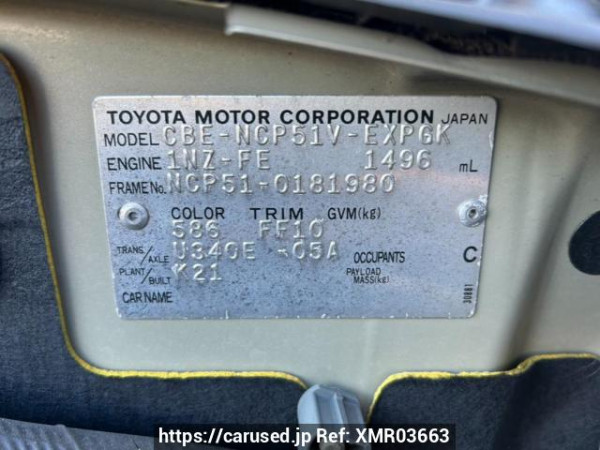 TOYOTA MOTOR CORPORATION JAPAN
MODEL CBE-NCP51V-EXPGK
ENGINE 1NZ-FE 1496 mL
FRAME No. NCP51-0181980
COLOR TRIM GVM(kg)
586 FF10
TRANS./AXLE U340E -05A OCCUPANTS C
PLANT/BUILT K21 PAYLOAD MASS(kg)
CAR NAME
https://carused.jp Ref: XMR03663